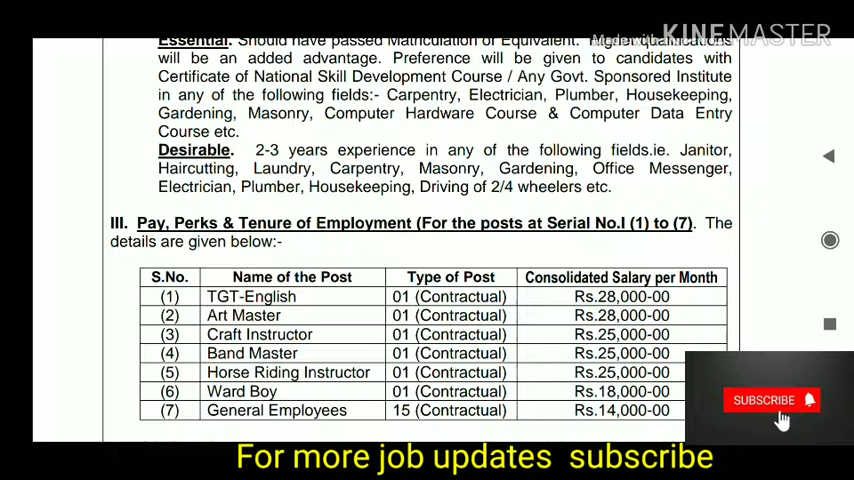 Essential. Should have passed Matriculation or Equivalent. Higher qualifications
Made with KINEMASTER
will be an added advantage. Preference will be given to candidates with
Certificate of National Skill Development Course / Any Govt. Sponsored Institute
in any of the following fields:- Carpentry, Electrician, Plumber, Housekeeping,
Gardening, Masonry, Computer Hardware Course & Computer Data Entry
Course etc.
Desirable. 2-3 years experience in any of the following fields.ie. Janitor,
Haircutting, Laundry, Carpentry, Masonry, Gardening, Office Messenger,
Electrician, Plumber, Housekeeping, Driving of 2/4 wheelers etc.
III. Pay, Perks & Tenure of Employment (For the posts at Serial No.I (1) to (7). The
details are given below:-
S.No. Name of the Post Type of Post Consolidated Salary per Month
(1) TGT-English 01 (Contractual) Rs.28,000-00
(2) Art Master 01 (Contractual) Rs.28,000-00
(3) Craft Instructor 01 (Contractual) Rs.25,000-00
(4) Band Master 01 (Contractual) Rs.25,000-00
(5) Horse Riding Instructor 01 (Contractual) Rs.25,000-00
(6) Ward Boy 01 (Contractual) Rs.18,000-00
(7) General Employees 15 (Contractual) Rs.14,000-00
SUBSCRIBE
For more job updates subscribe